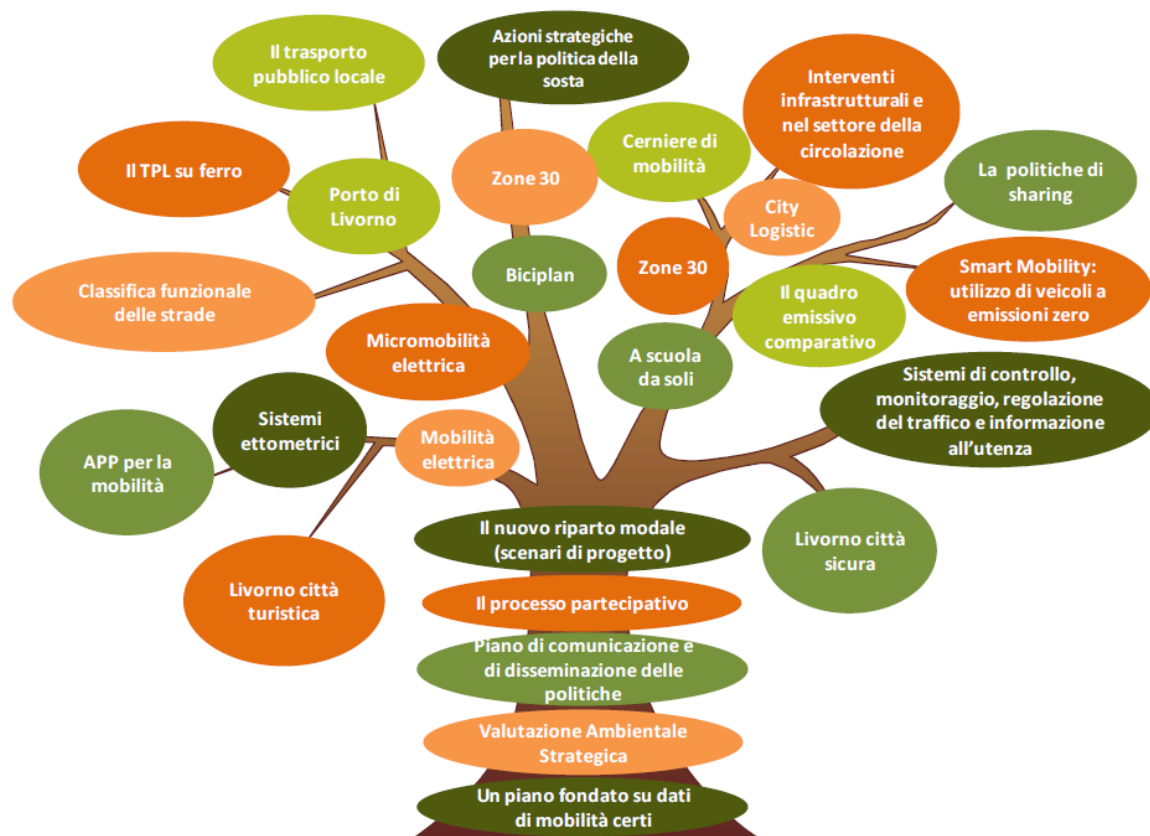 Il trasporto
pubblico locale
Azioni strategiche
per la politica della
sosta
Interventi
infrastrutturali e
nel settore della
circolazione
Cerniere di
mobilità
Il TPL su ferro
Zone 30
La politiche di
sharing
Porto di
Livorno
City
Logistic
Biciplan
Zone 30
Classifica funzionale
delle strade
Smart Mobility:
utilizzo di veicoli a
emissioni zero
Il quadro
emissivo
comparativo
Micromobilità
elettrica
A scuola
da soli
Sistemi di controllo,
monitoraggio, regolazione
del traffico e informazione
all’utenza
Sistemi
ettometrici
Mobilità
elettrica
APP per la
mobilità
Il nuovo riparto modale
(scenari di progetto)
Livorno città
sicura
Livorno città
turistica
Il processo partecipativo
Piano di comunicazione e
di disseminazione delle
politiche
Valutazione Ambientale
Strategica
Un piano fondato su dati
di mobilità certi